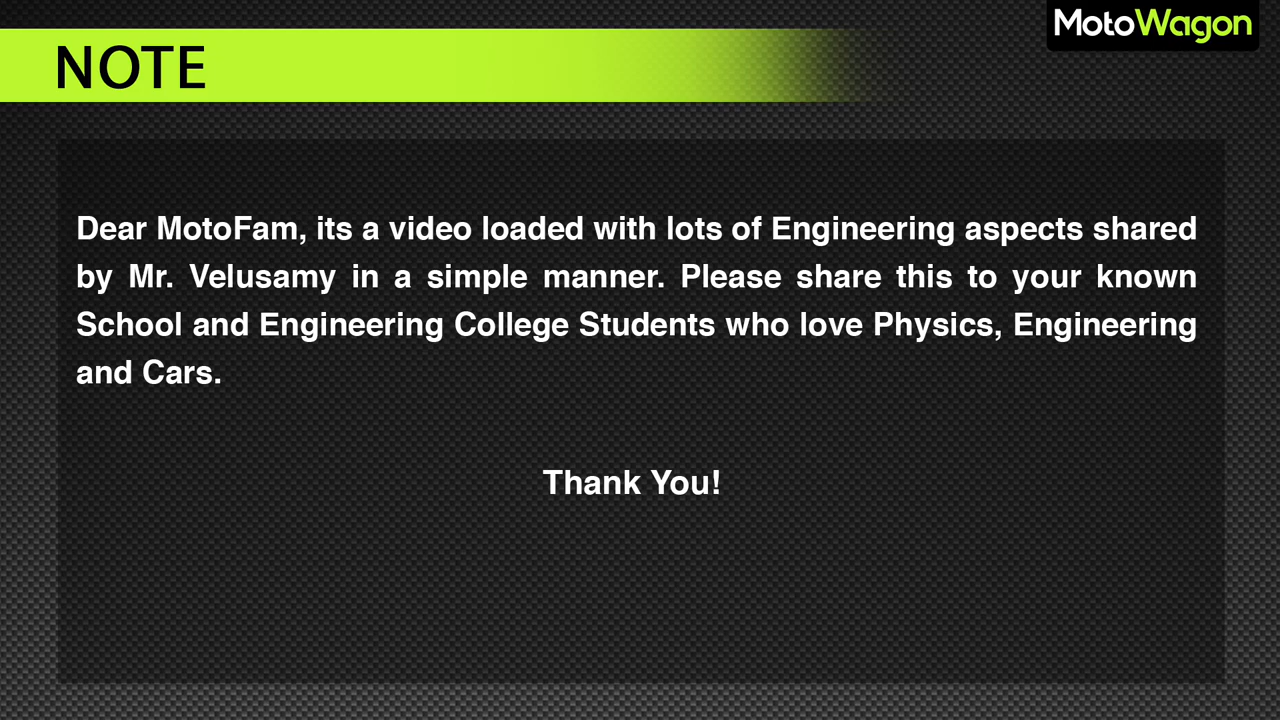 MotoWagon
NOTE
Dear MotoFam, its a video loaded with lots of Engineering aspects shared
by Mr. Velusamy in a simple manner. Please share this to your known
School and Engineering College Students who love Physics, Engineering
and Cars.
Thank You!